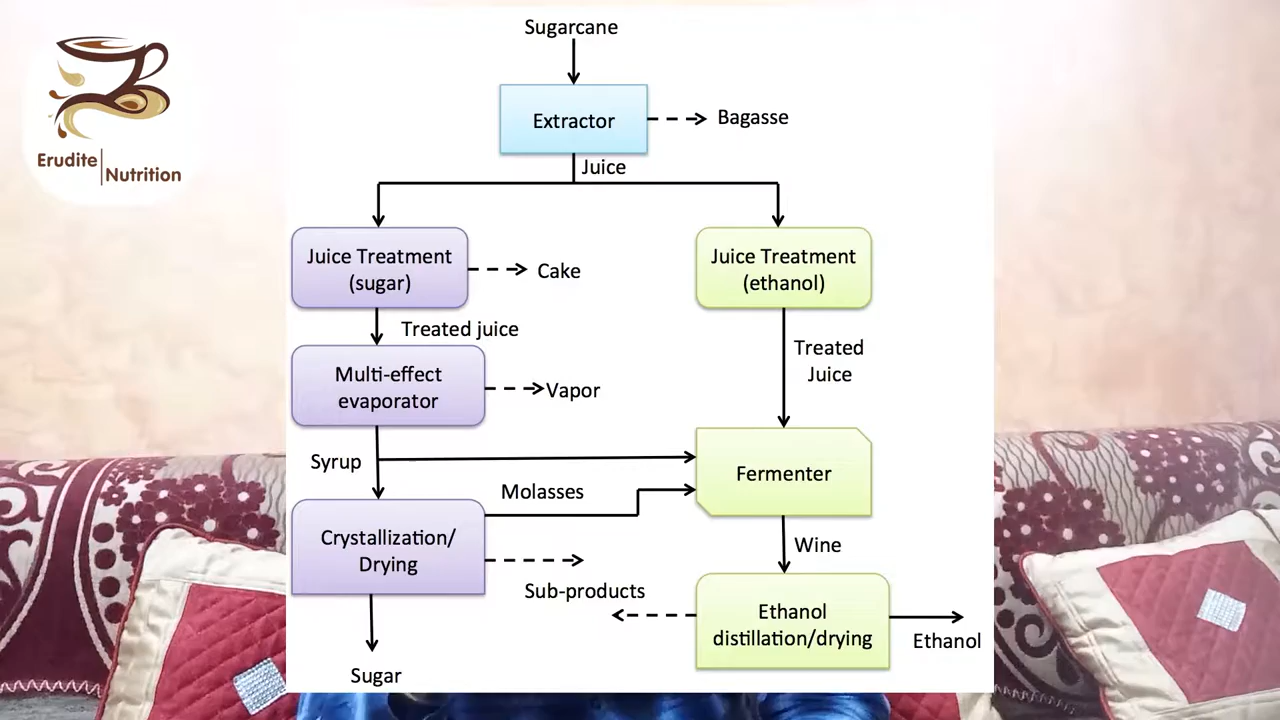 Erudite
Nutrition
Sugarcane
Extractor
Bagasse
Juice
Juice Treatment
(sugar)
Cake
Juice Treatment
(ethanol)
Treated juice
Treated
Juice
Multi-effect
evaporator
Vapor
Syrup
Molasses
Fermenter
Crystallization/
Drying
Wine
Sub-products
Ethanol
distillation/drying
Ethanol
Sugar